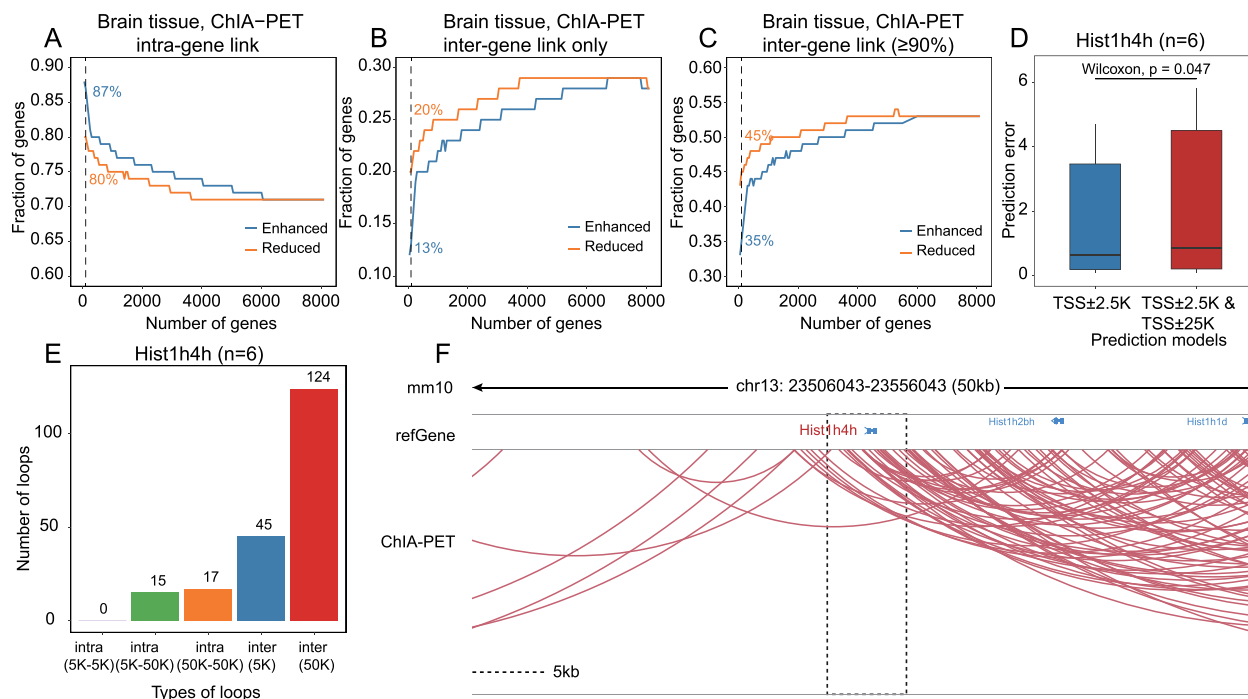 A
Brain tissue, ChIA−PET
intra-gene link
0.90
0.85
0.80
0.75
0.70
0.65
0.60
Fraction of genes
87%
80%
Enhanced
Reduced
0
2000
4000
6000
8000
Number of genes
B
Brain tissue, ChIA-PET
inter-gene link only
0.30
0.25
0.20
0.15
0.10
Fraction of genes
20%
13%
Enhanced
Reduced
0
2000
4000
6000
8000
Number of genes
C
Brain tissue, ChIA-PET
inter-gene link (≥90%)
0.60
0.55
0.50
0.45
0.40
0.35
0.30
Fraction of genes
45%
35%
Enhanced
Reduced
0
2000
4000
6000
8000
Number of genes
D
Hist1h4h (n=6)
Wilcoxon, p = 0.047
6
4
2
0
Prediction error
TSS±2.5K
TSS±2.5K &
TSS±25K
Prediction models
E
Hist1h4h (n=6)
100
50
0
Number of loops
0
15
17
45
124
intra
(5K-5K)
intra
(5K-50K)
intra
(50K-50K)
inter
(5K)
inter
(50K)
Types of loops
F
mm10
chr13: 23506043-23556043 (50kb)
refGene
Hist1h4h
Hist1h2bh
Hist1h1d
ChIA-PET
5kb